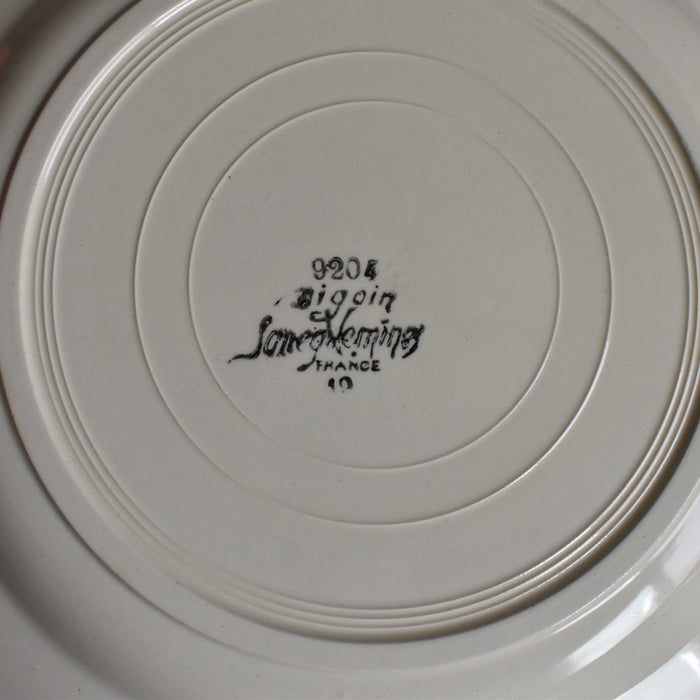 9204
Digoin
Sarreguemines
FRANCE
10